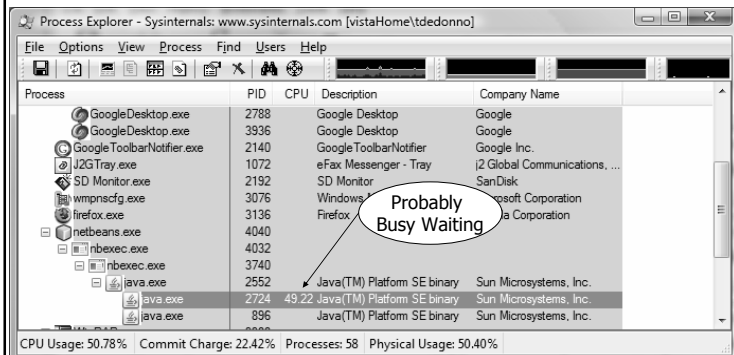 Process Explorer - Sysinternals: www.sysinternals.com [vistaHome\tdedonno]
File Options View Process Find Users Help
Process PID CPU Description Company Name
GoogleDesktop.exe 2788 Google Desktop Google
GoogleDesktop.exe 3936 Google Desktop Google
GoogleToolbarNotifier.exe 2140 GoogleToolbarNotifier Google Inc.
J2GTray.exe 1072 eFax Messenger - Tray j2 Global Communications, ...
SD Monitor.exe 2192 SD Monitor SanDisk
wmpnscfg.exe 3076 Windows Corporation
firefox.exe 3136 Firefox Corporation
Probably
Busy Waiting
netbeans.exe 4040
nbexec.exe 4032
nbexec.exe 3740
java.exe 2552 Java(TM) Platform SE binary Sun Microsystems, Inc.
java.exe 2724 49.22 Java(TM) Platform SE binary Sun Microsystems, Inc.
java.exe 896 Java(TM) Platform SE binary Sun Microsystems, Inc.
CPU Usage: 50.78% Commit Charge: 22.42% Processes: 58 Physical Usage: 50.40%